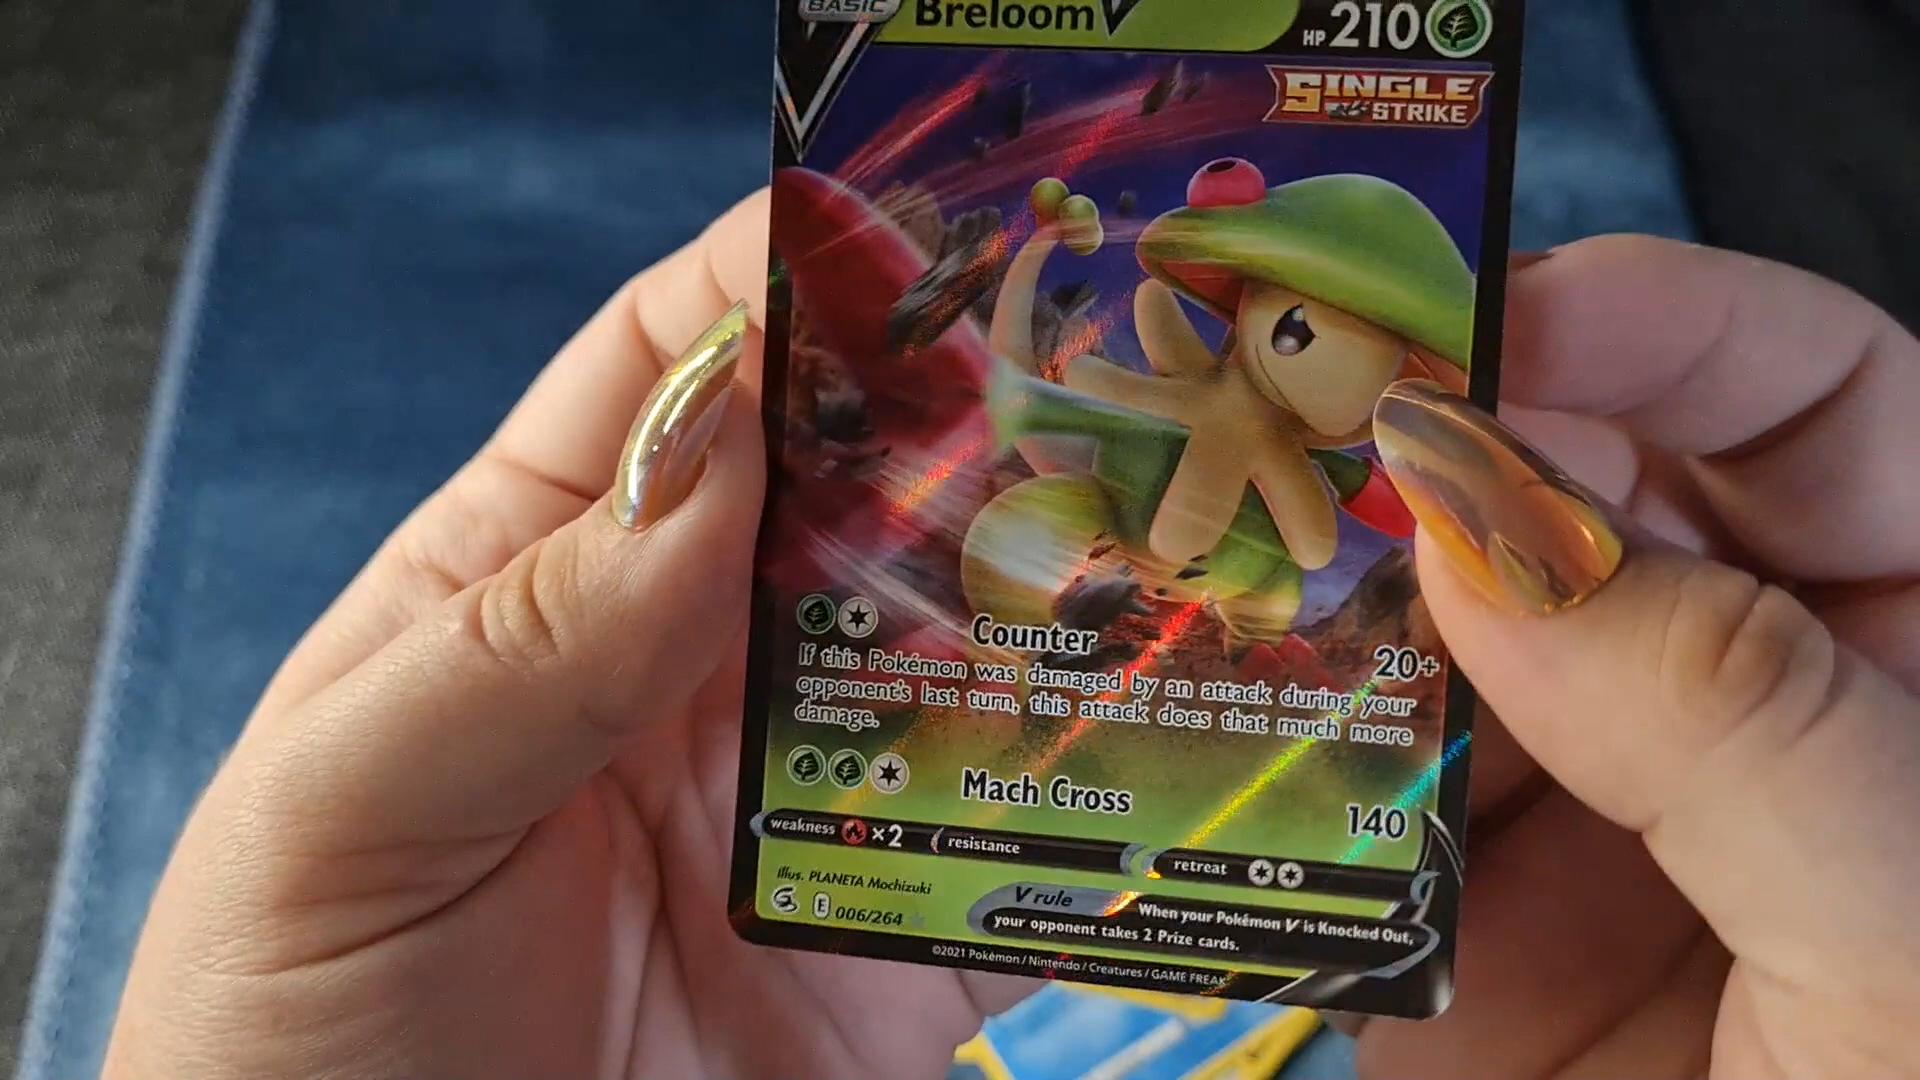 BASIC
Breloom V
HP 210
SINGLE
STRIKE
Counter
20+
If this Pokémon was damaged by an attack during your
opponent's last turn, this attack does that much more
damage.
Mach Cross
140
weakness ×2 resistance retreat
Illus. PLANETA Mochizuki
E 006/264
V rule
When your Pokémon V is Knocked Out,
your opponent takes 2 Prize cards.
©2021 Pokémon / Nintendo / Creatures / GAME FREAK